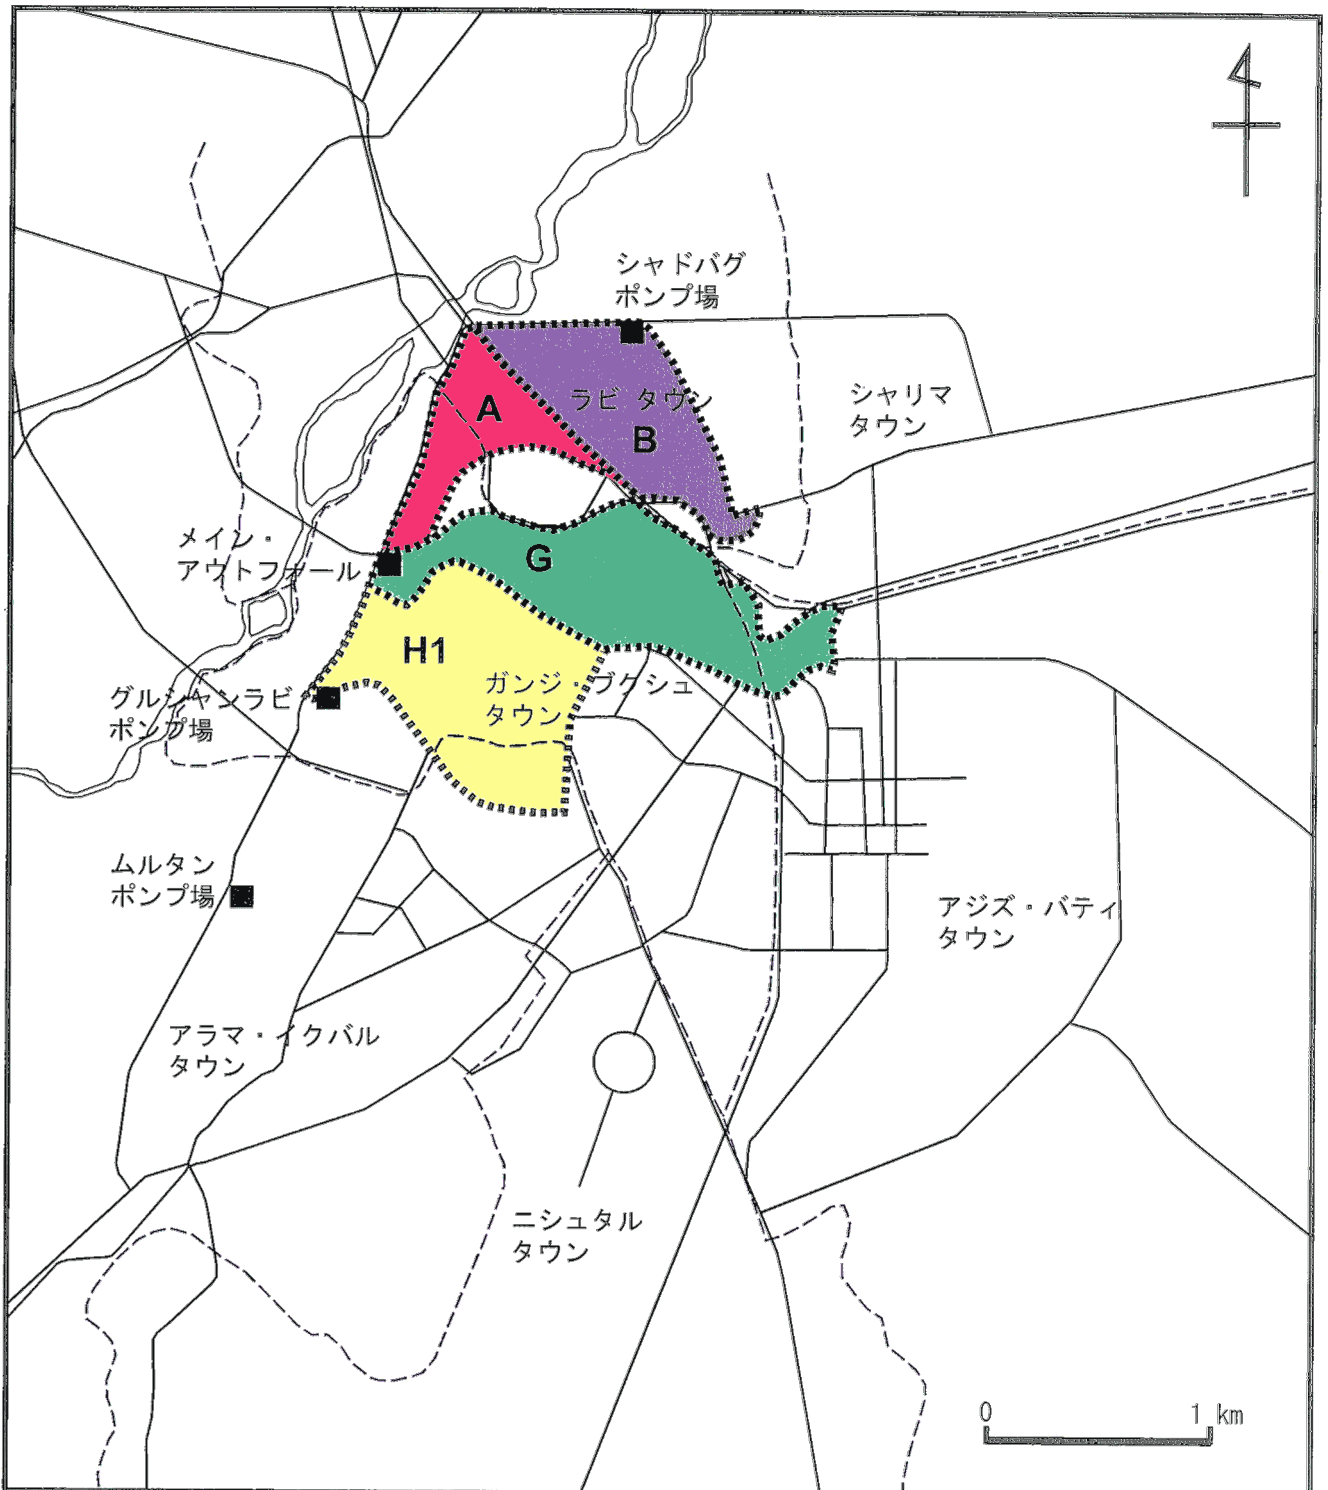 シャドバグ
ポンプ場
ラビ タウン
シャリマ
タウン
A
B
メイン・
アウトフォール
G
H1
ガンジ・ブクシュ
タウン
グルシャンラビ
ポンプ場
ムルタン
ポンプ場
アジズ・バティ
タウン
アラマ・イクバル
タウン
ニシュタル
タウン
0 1 km